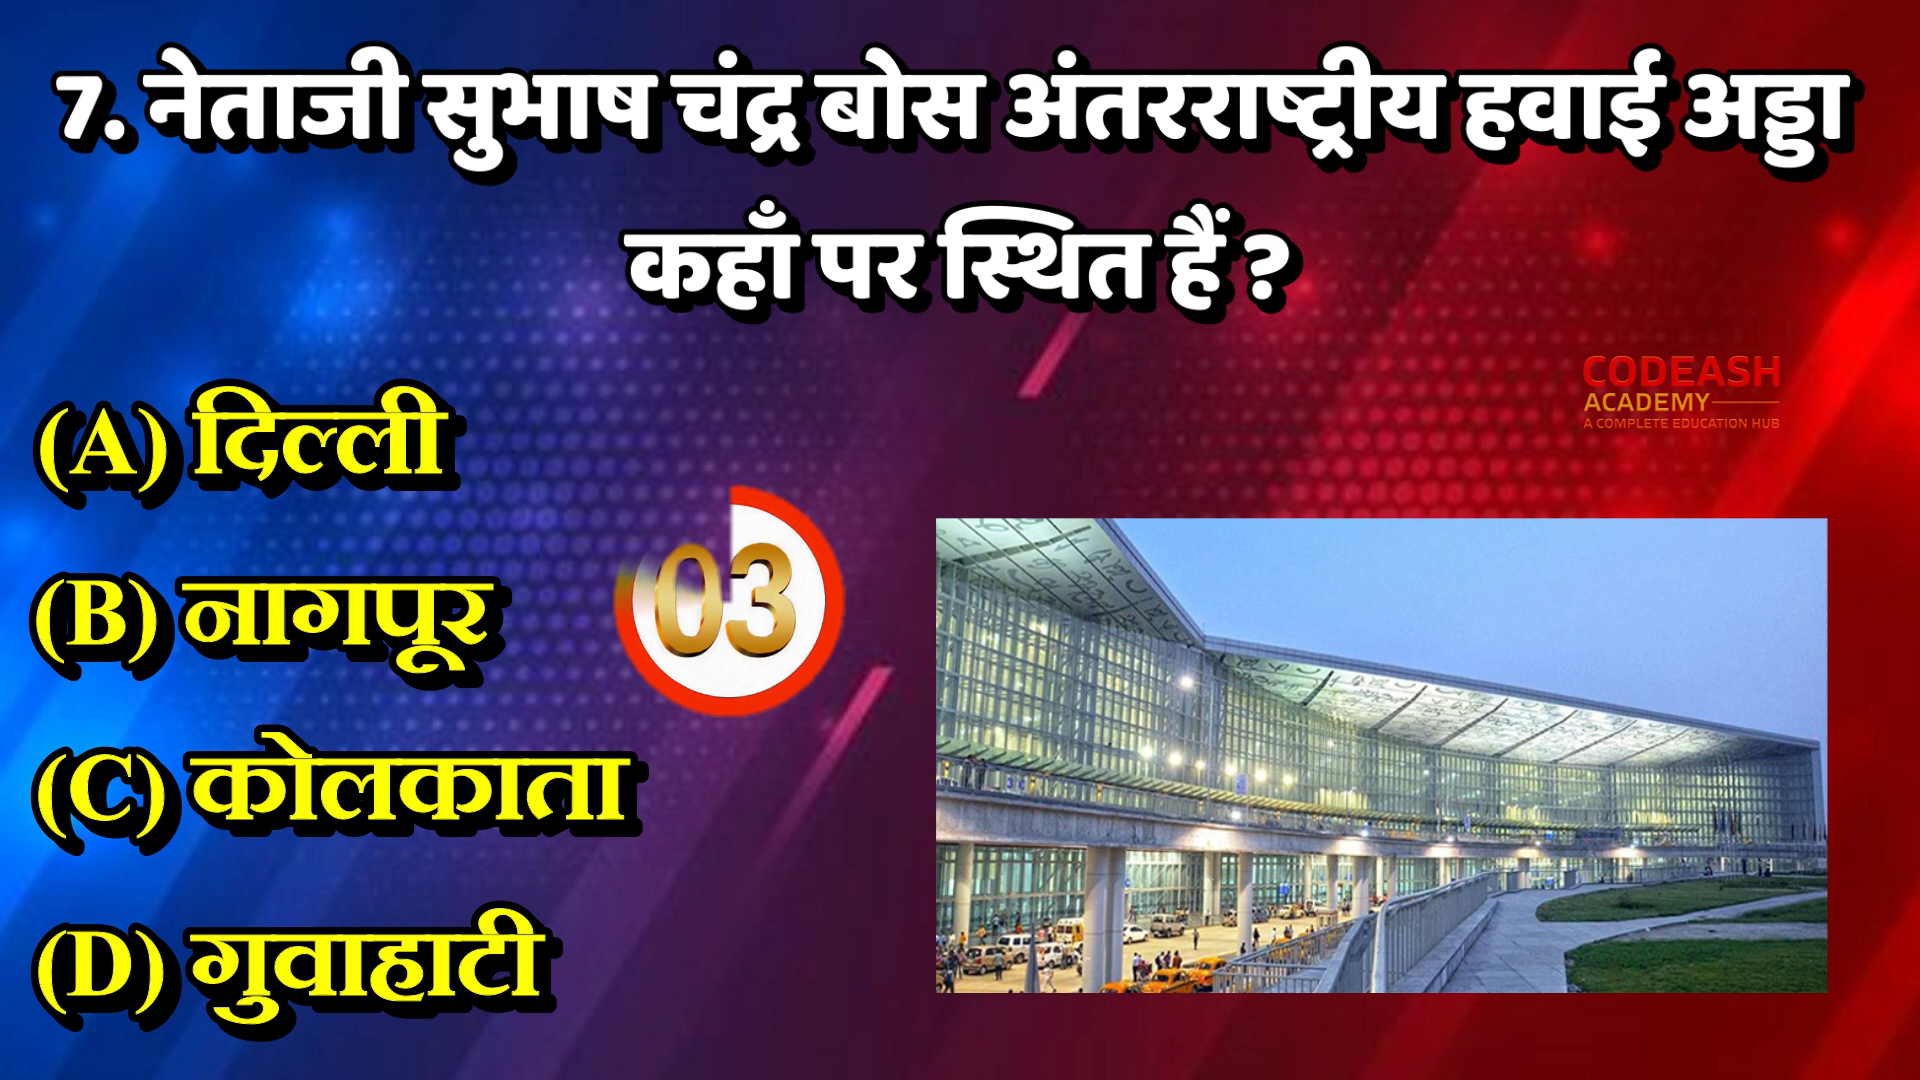 7. नेताजी सुभाष चंद्र बोस अंतरराष्ट्रीय हवाई अड्डा
कहाँ पर स्थित हैं ?
CODEASH
ACADEMY
A COMPLETE EDUCATION HUB
(A) दिल्ली
03
(B) नागपूर
(C) कोलकाता
(D) गुवाहाटी